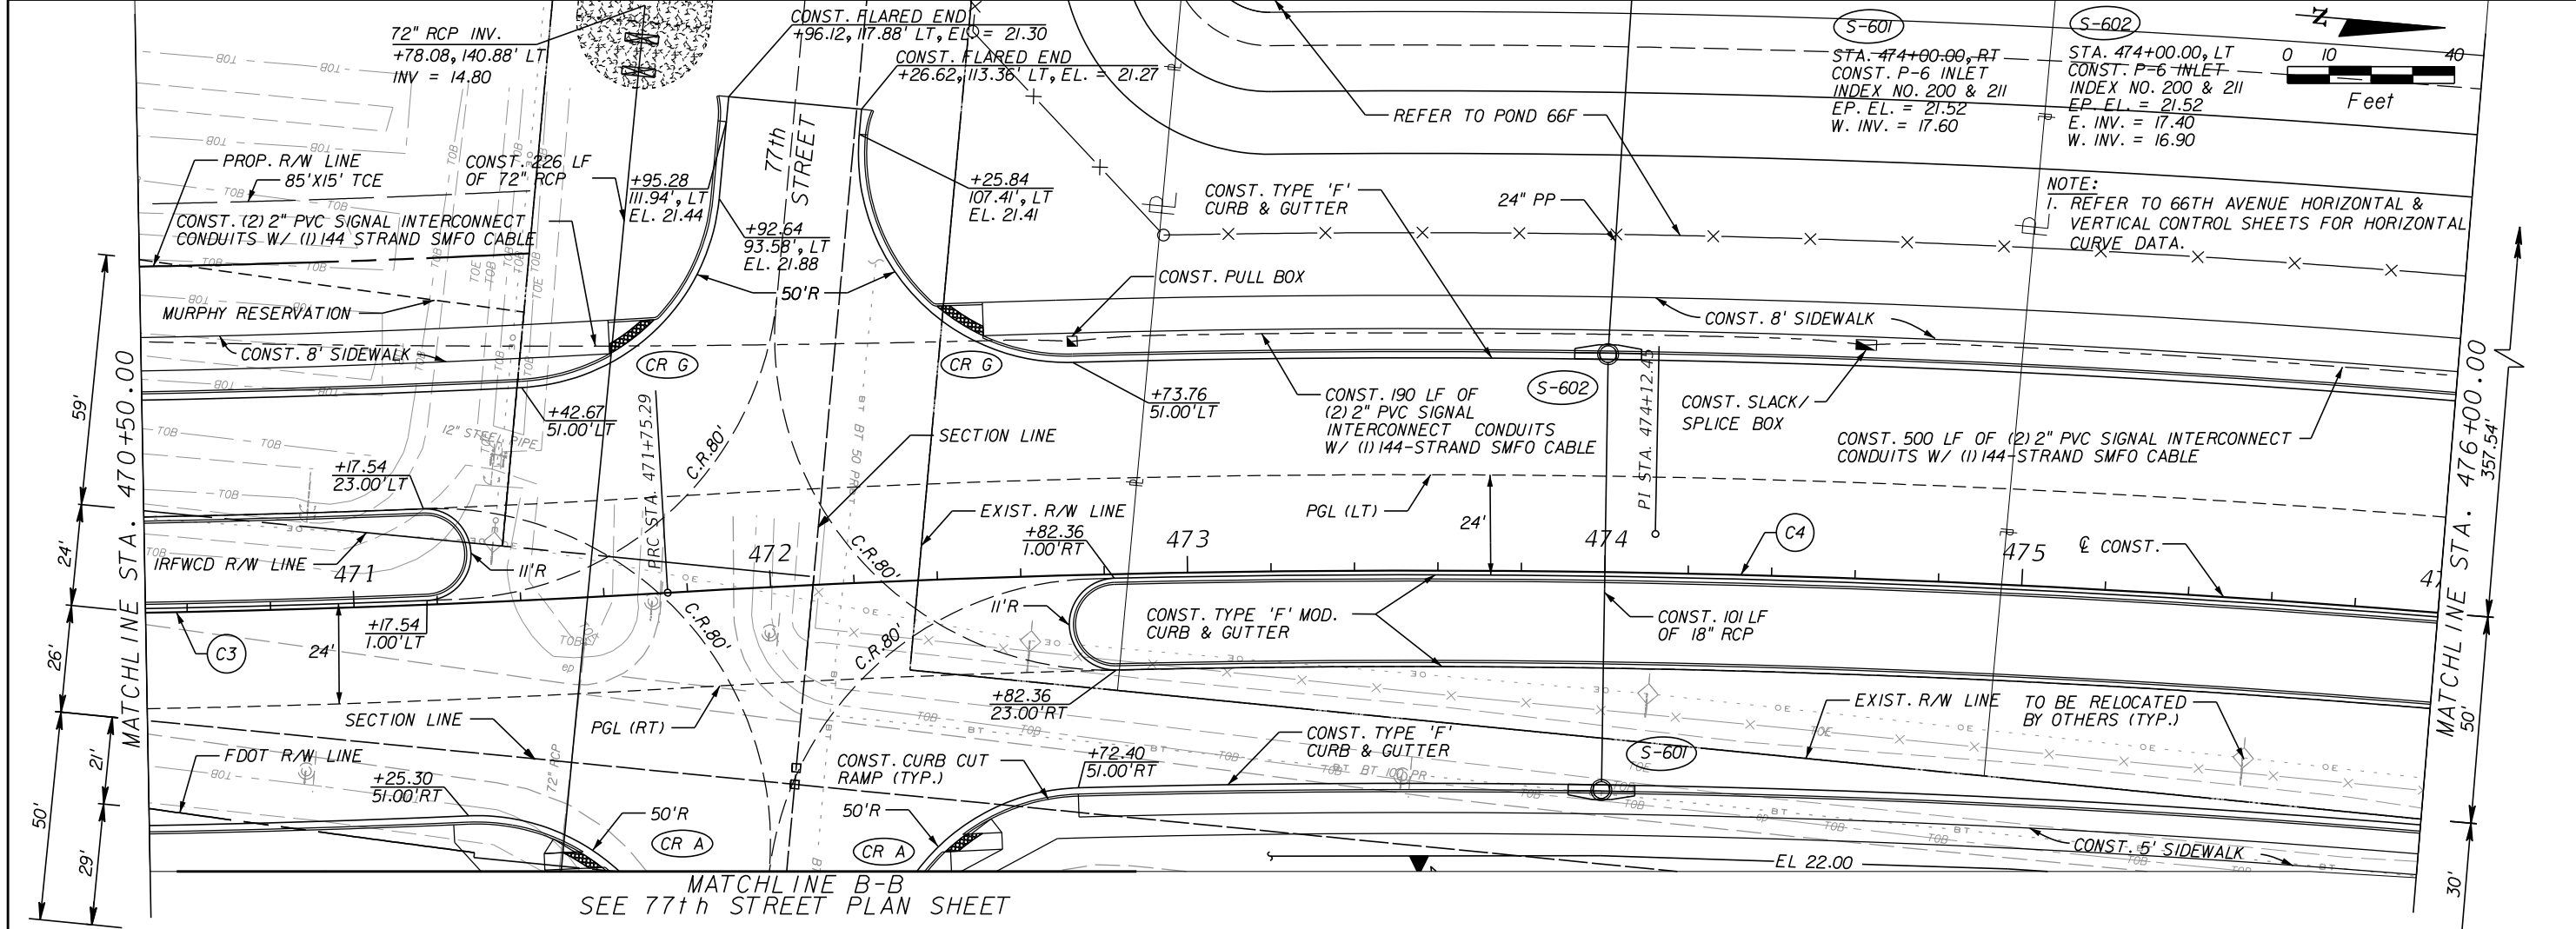 72" RCP INV.
+78.08, 140.88' LT
INV = 14.80
CONST. FLARED END
+96.12, 117.88' LT, EL = 21.30
CONST. FLARED END
+26.62, 113.36' LT, EL. = 21.27
S-601
STA. 474+00.00, RT
CONST. P-6 INLET
INDEX NO. 200 & 211
EP. EL. = 21.52
W. INV. = 17.60
S-602
STA. 474+00.00, LT
CONST. P-6 INLET
INDEX NO. 200 & 211
EP. EL. = 21.52
E. INV. = 17.40
W. INV. = 16.90
N
0 10 40
Feet
REFER TO POND 66F
77th
STREET
PROP. R/W LINE
85'X15' TCE
CONST. 226 LF
OF 72" RCP
CONST. (2) 2" PVC SIGNAL INTERCONNECT
CONDUITS W/ (1) 144 STRAND SMFO CABLE
+95.28
111.94', LT
EL. 21.44
+92.64
93.58', LT
EL. 21.88
+25.84
107.41', LT
EL. 21.41
50'R
CONST. TYPE 'F'
CURB & GUTTER
24" PP
NOTE:
1. REFER TO 66TH AVENUE HORIZONTAL &
VERTICAL CONTROL SHEETS FOR HORIZONTAL
CURVE DATA.
CONST. PULL BOX
MURPHY RESERVATION
CONST. 8' SIDEWALK
CONST. 8' SIDEWALK
CR G
CR G
S-602
+42.67
51.00'LT
12" STEEL PIPE
+73.76
51.00'LT
CONST. 190 LF OF
(2) 2" PVC SIGNAL
INTERCONNECT CONDUITS
W/ (1) 144-STRAND SMFO CABLE
CONST. SLACK/
SPLICE BOX
CONST. 500 LF OF (2) 2" PVC SIGNAL INTERCONNECT
CONDUITS W/ (1) 144-STRAND SMFO CABLE
MATCHLINE STA. 470+50.00
MATCHLINE STA. 476+00.00
357.54'
59'
24'
26'
50'
21'
29'
PRC STA. 471+75.29
PI STA. 474+12.45
SECTION LINE
C.R.80'
C.R.80'
C.R.80'
C.R.80'
+17.54
23.00'LT
EXIST. R/W LINE
+82.36
1.00'RT
PGL (LT)
24'
IRFWCD R/W LINE
471
472
473
474
475
47
11'R
C4
℄ CONST.
+17.54
1.00'LT
C3
24'
11'R
CONST. TYPE 'F' MOD.
CURB & GUTTER
CONST. 101 LF
OF 18" RCP
+82.36
23.00'RT
SECTION LINE
PGL (RT)
EXIST. R/W LINE
TO BE RELOCATED
BY OTHERS (TYP.)
50'
FDOT R/W LINE
+25.30
51.00'RT
72" RCP
CONST. CURB CUT
RAMP (TYP.)
+72.40
51.00'RT
CONST. TYPE 'F'
CURB & GUTTER
S-601
50'R
50'R
CR A
CR A
CONST. 5' SIDEWALK
EL 22.00
30'
MATCHLINE B-B
SEE 77th STREET PLAN SHEET